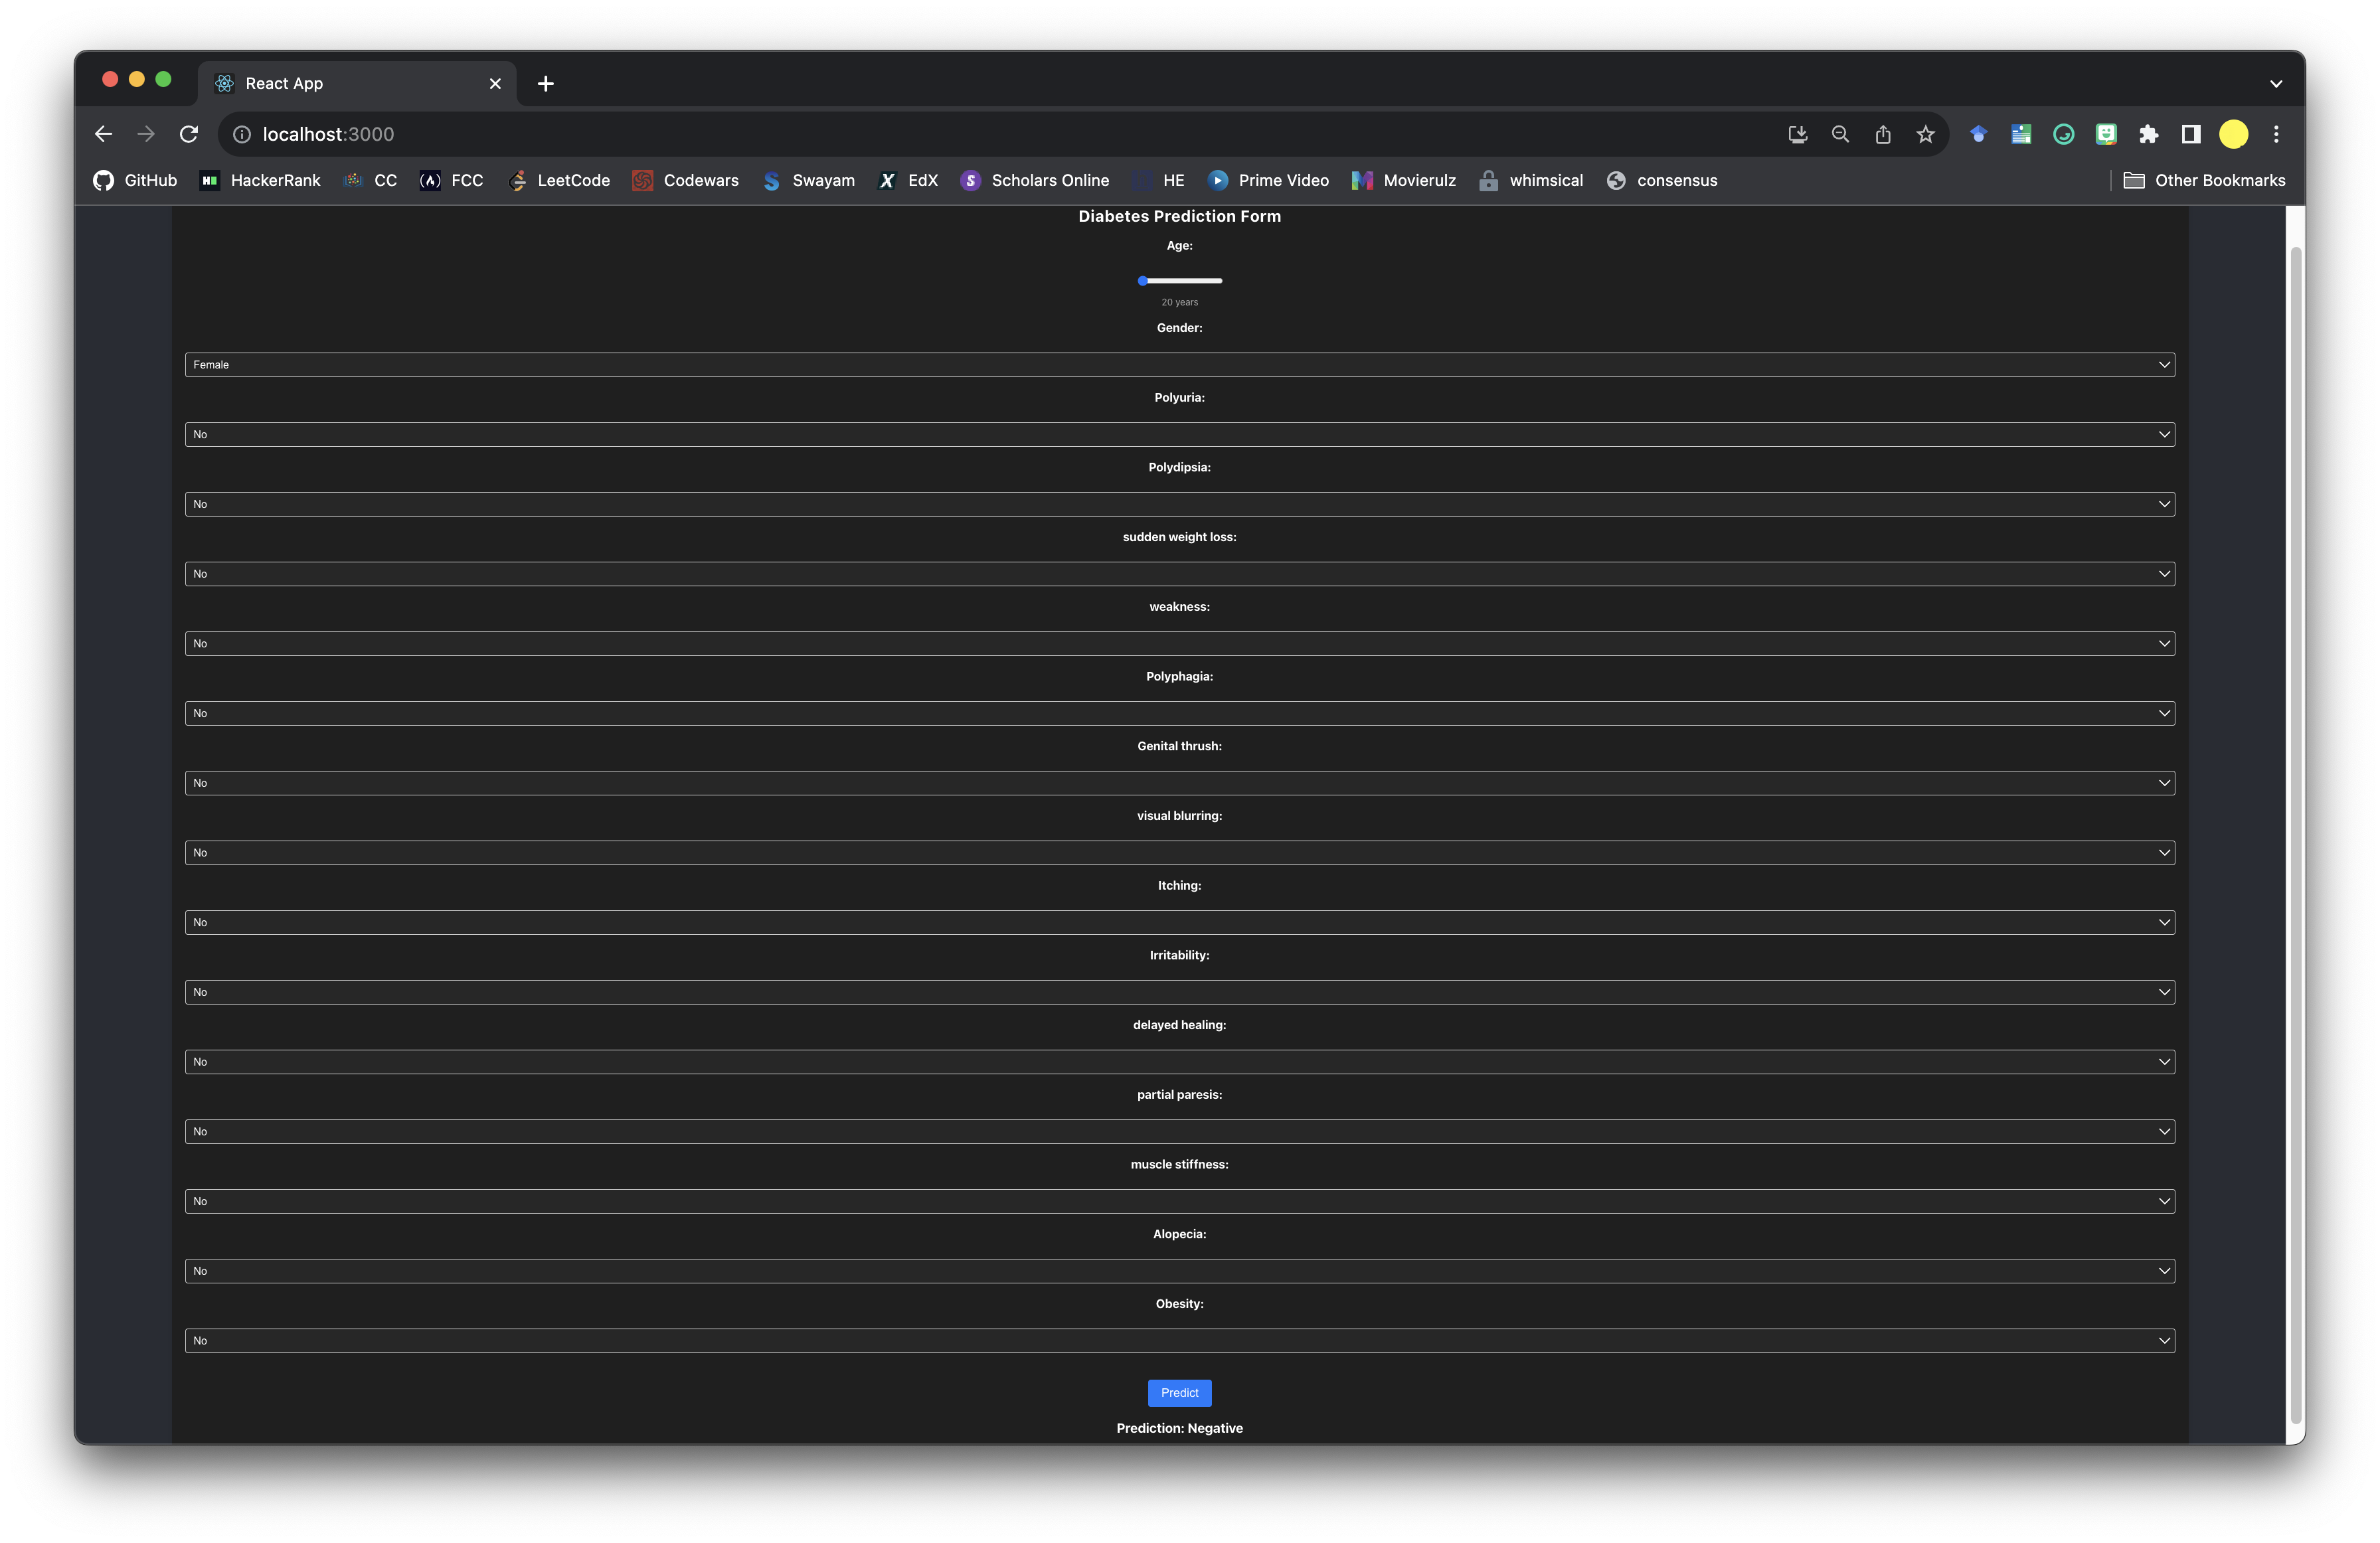 React App
localhost:3000
GitHub HackerRank CC FCC LeetCode Codewars Swayam EdX Scholars Online HE Prime Video Movierulz whimsical consensus Other Bookmarks
Diabetes Prediction Form
Age:
20 years
Gender:
Female
Polyuria:
No
Polydipsia:
No
sudden weight loss:
No
weakness:
No
Polyphagia:
No
Genital thrush:
No
visual blurring:
No
Itching:
No
Irritability:
No
delayed healing:
No
partial paresis:
No
muscle stiffness:
No
Alopecia:
No
Obesity:
No
Predict
Prediction: Negative